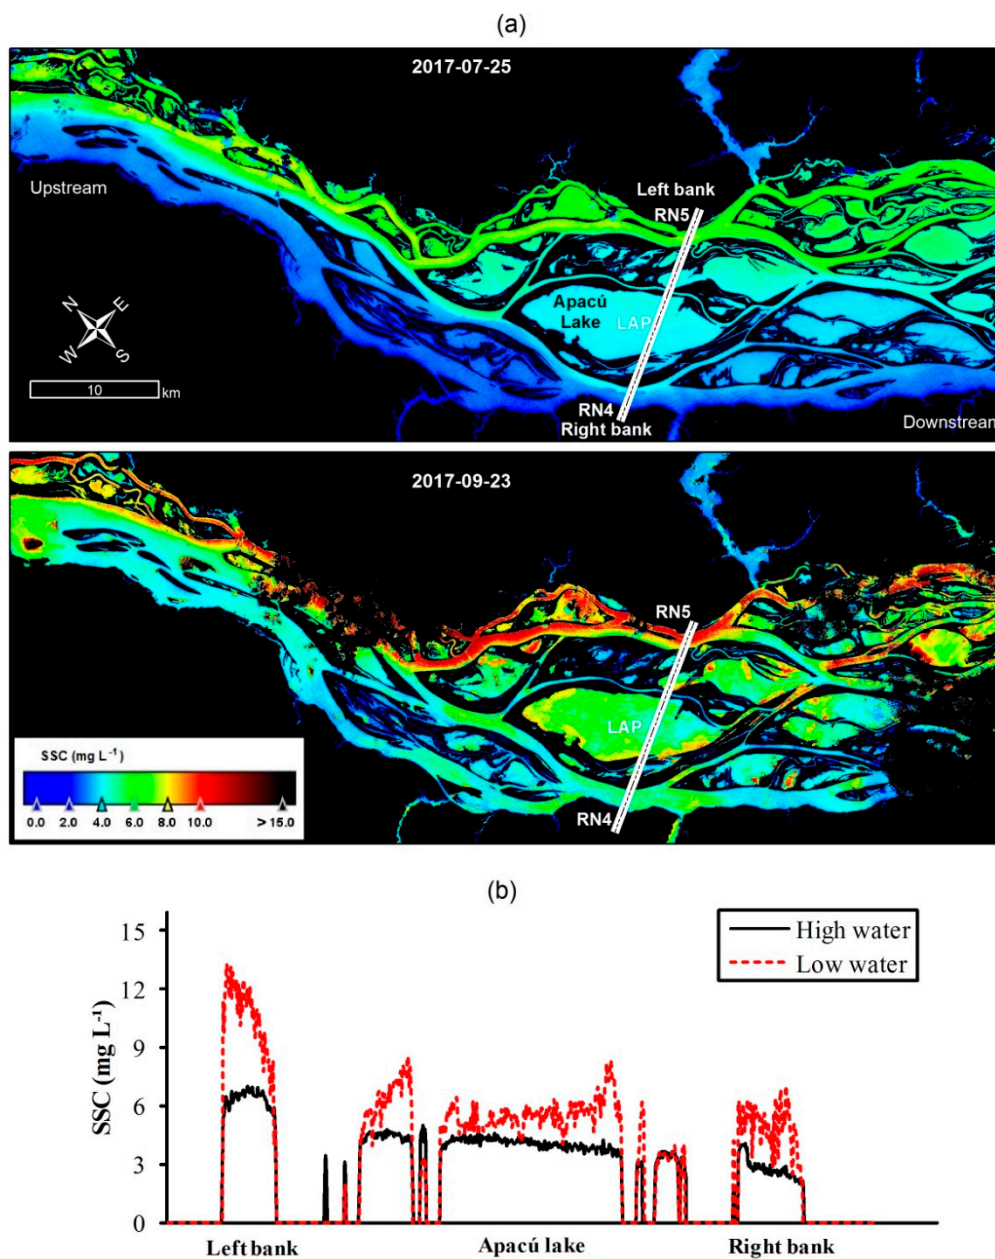 (a)
2017-07-25
Upstream
Left bank
RN5
Apacú
Lake
LAP
N
E
W
S
10
km
RN4
Right bank
Downstream
2017-09-23
RN5
LAP
SSC (mg L⁻¹)
0.0 2.0 4.0 6.0 8.0 10.0 > 15.0
RN4
(b)
15
12
9
6
3
0
SSC (mg L⁻¹)
High water
Low water
Left bank Apacú lake Right bank